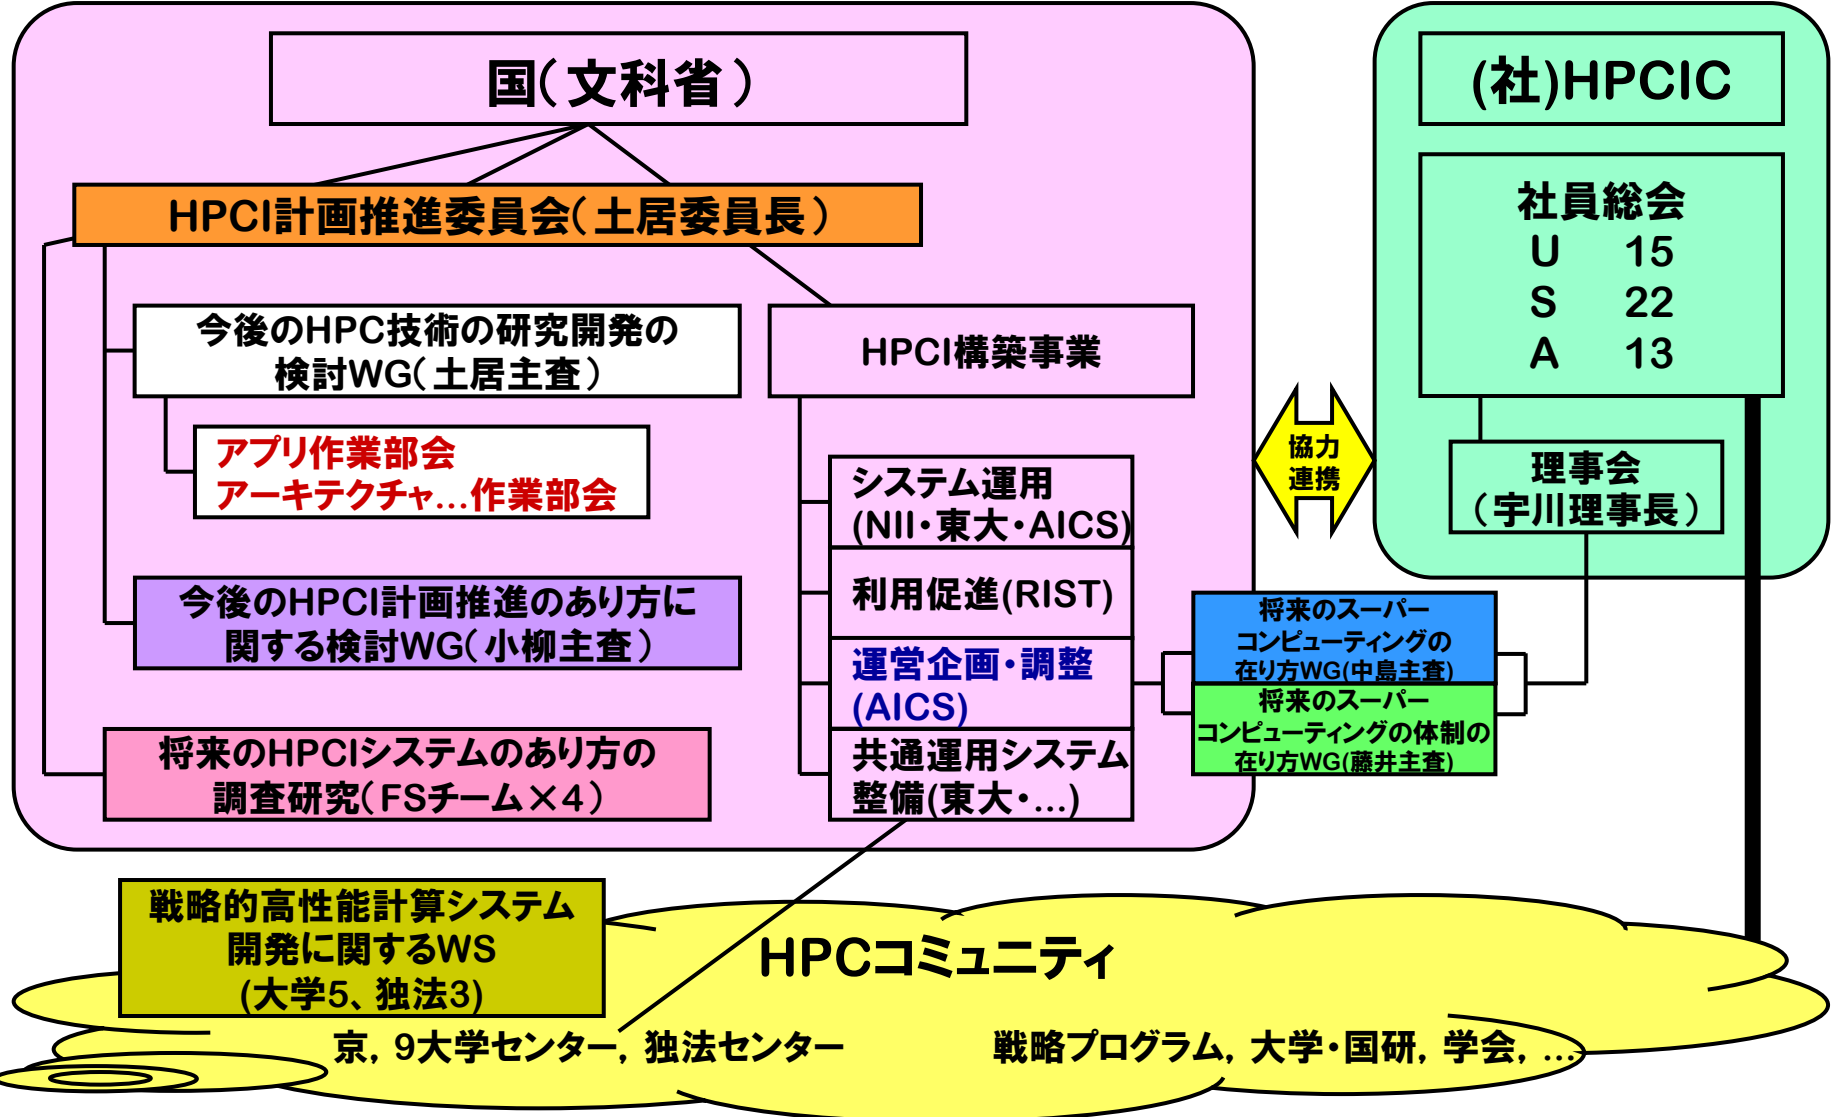 国(文科省)
HPCI計画推進委員会(土居委員長)
今後のHPC技術の研究開発の
検討WG(土居主査)
アプリ作業部会
アーキテクチャ…作業部会
今後のHPCI計画推進のあり方に
関する検討WG(小柳主査)
将来のHPCIシステムのあり方の
調査研究(FSチーム×4)
HPCI構築事業
システム運用
(NII・東大・AICS)
利用促進(RIST)
運営企画・調整
(AICS)
共通運用システム
整備(東大・…)
協力
連携
(社)HPCIC
社員総会
U 15
S 22
A 13
理事会
(宇川理事長)
将来のスーパー
コンピューティングの
在り方WG(中島主査)
将来のスーパー
コンピューティングの体制の
在り方WG(藤井主査)
戦略的高性能計算システム
開発に関するWS
(大学5、独法3)
HPCコミュニティ
京, 9大学センター, 独法センター
戦略プログラム, 大学・国研, 学会, …